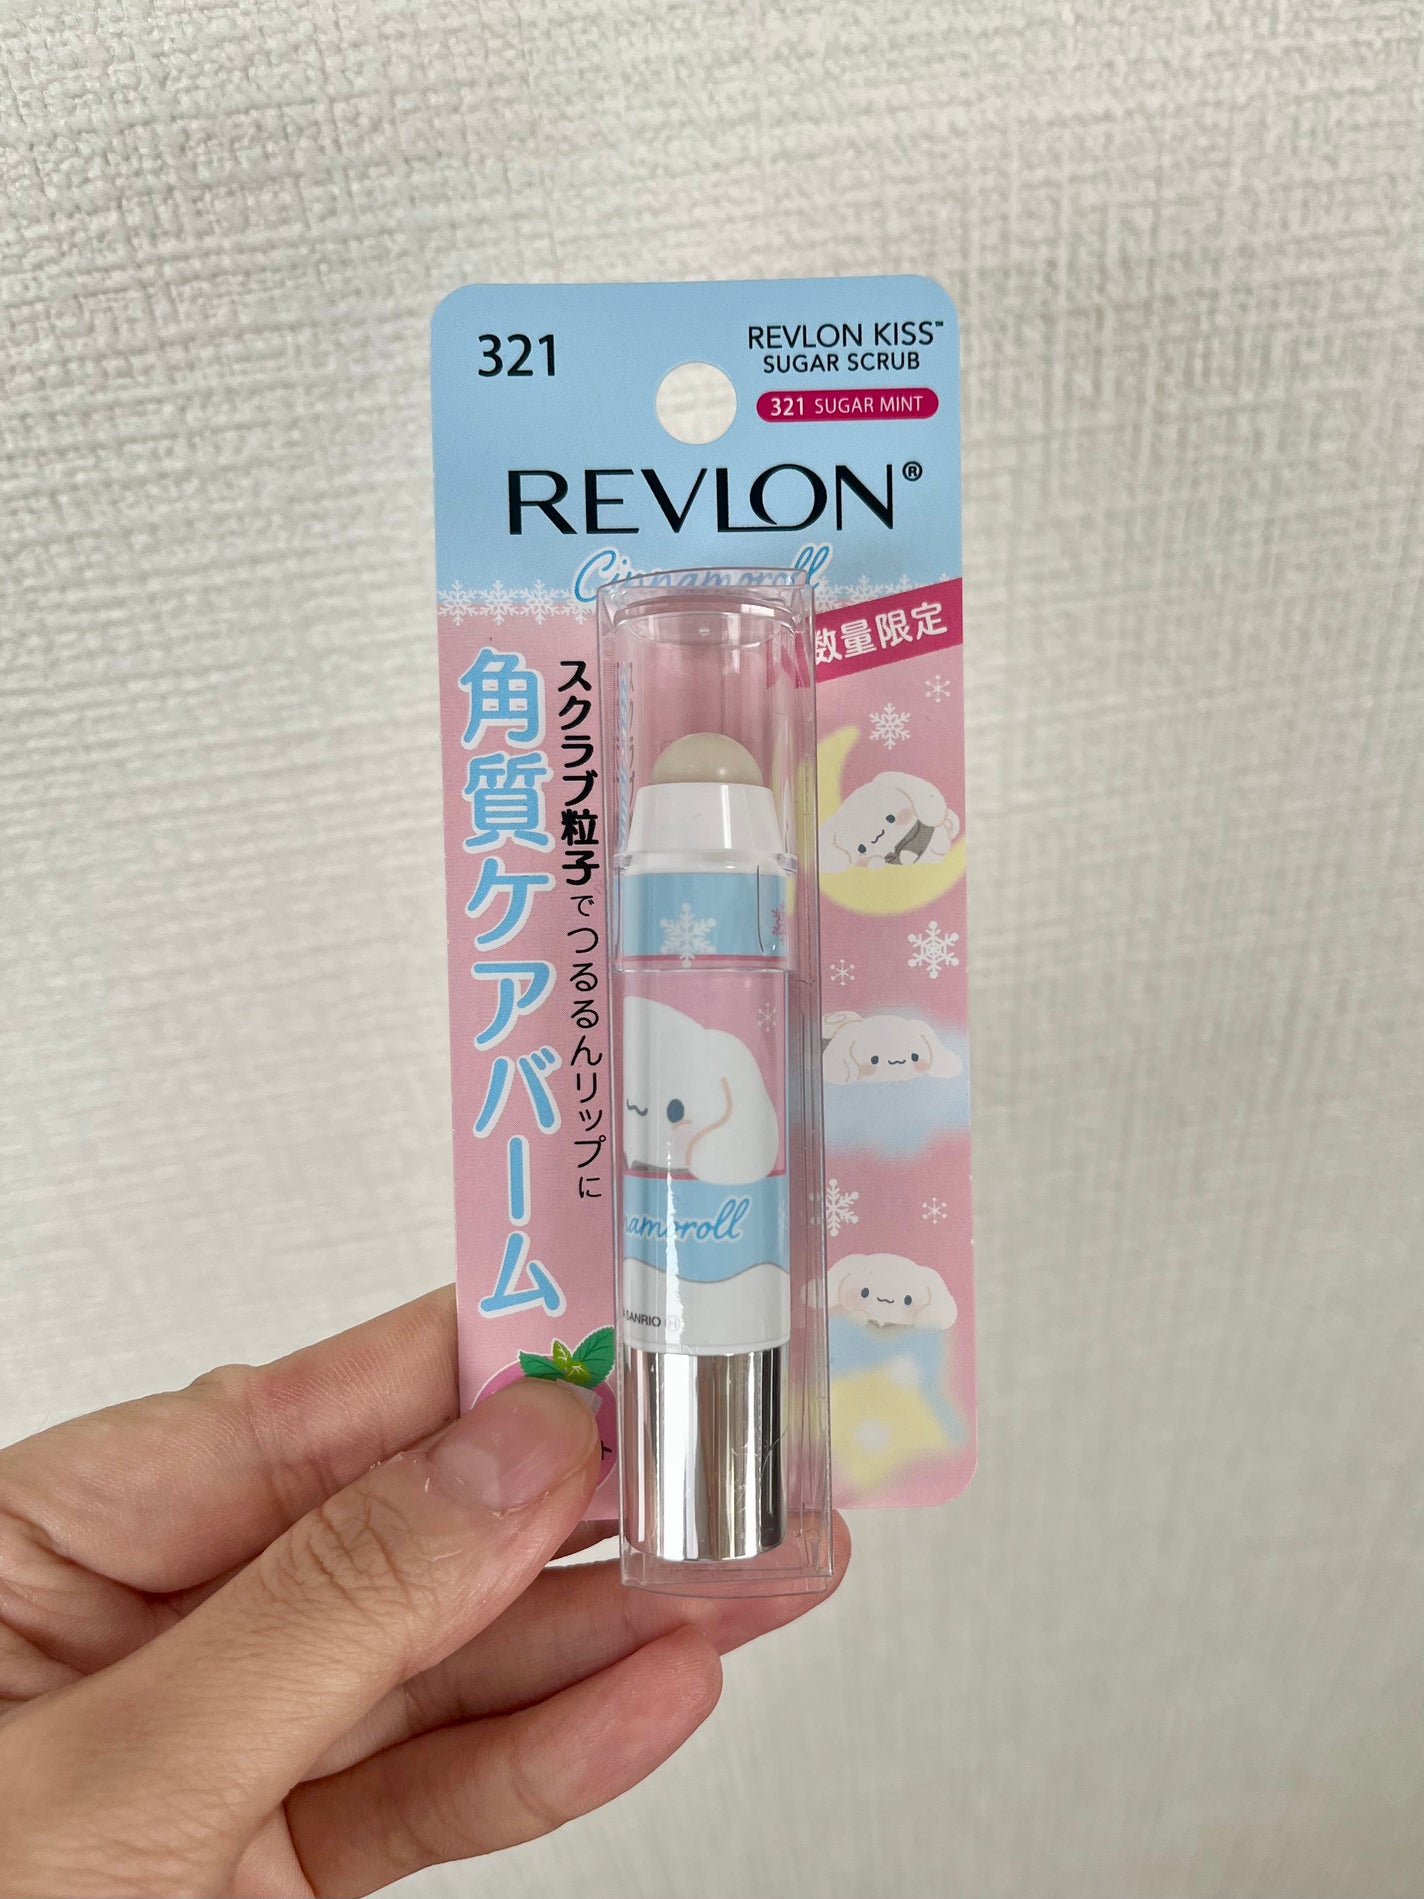 321
REVLON KISS™
SUGAR SCRUB
321 SUGAR MINT
REVLON®
Cinnamoroll
数量限定
角質ケアバーム
スクラブ粒子でつるるんリップに
namoroll
SANRIO Ⓗ
ト